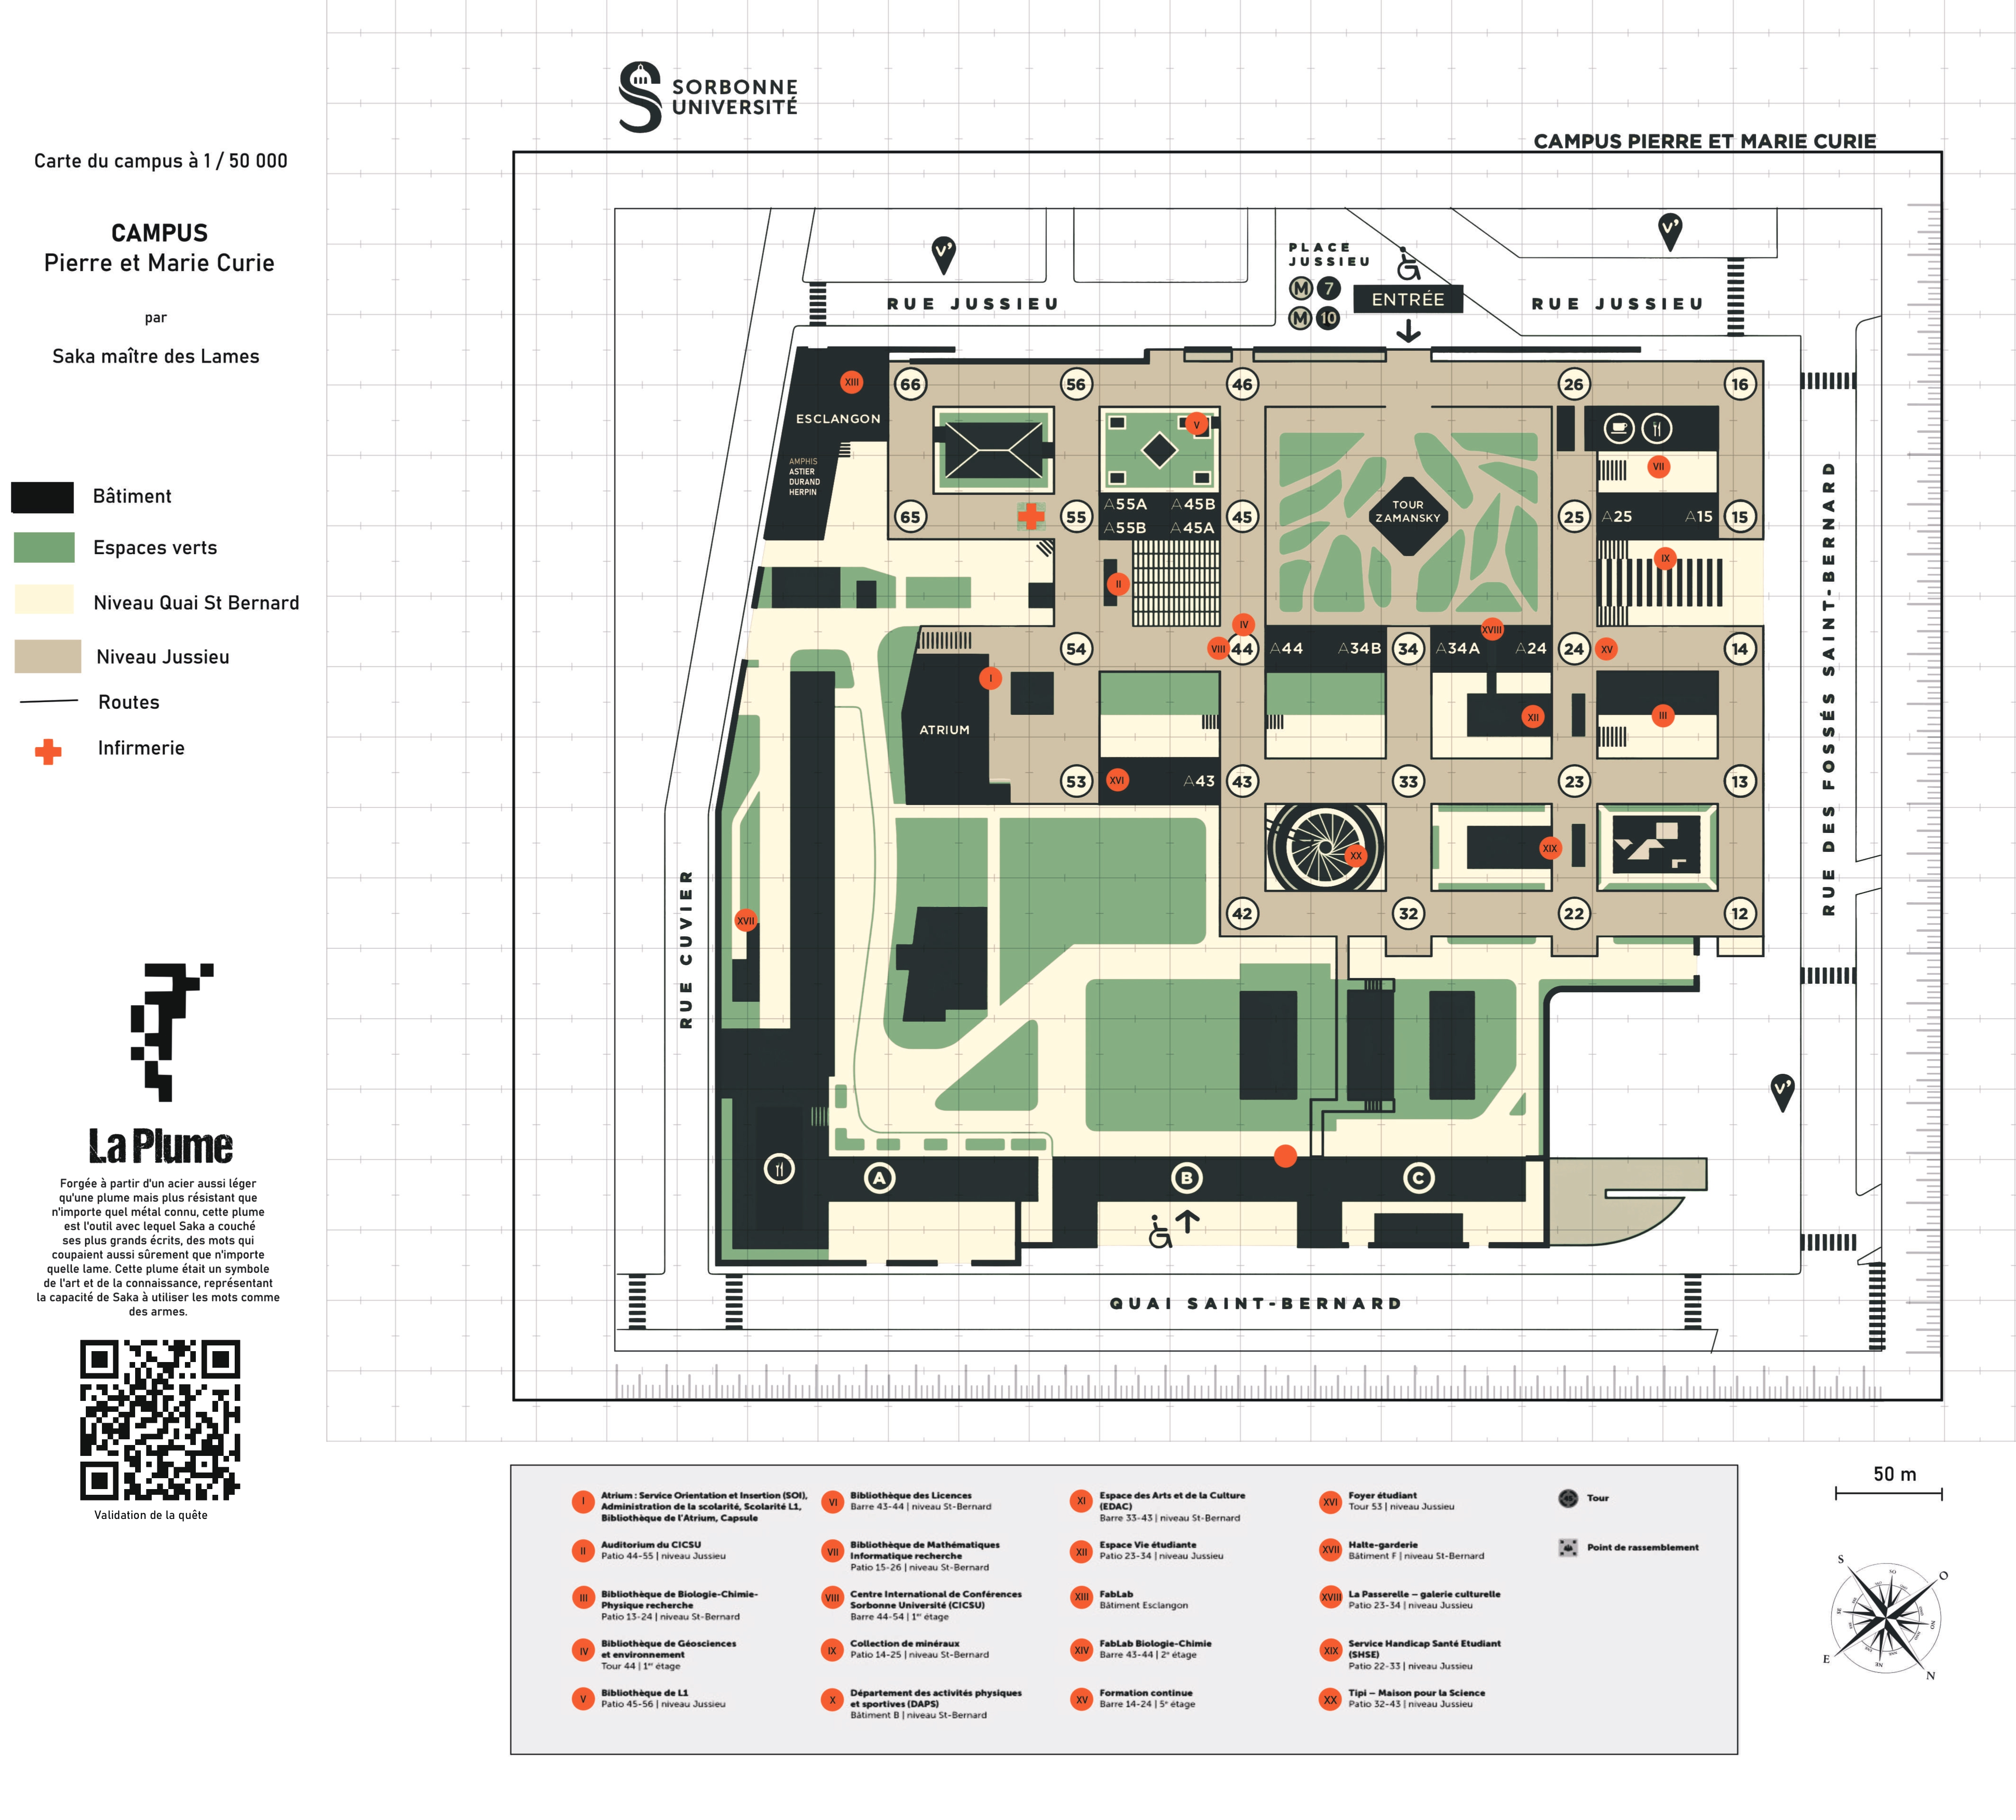 SORBONNE
UNIVERSITÉ
CAMPUS PIERRE ET MARIE CURIE
Carte du campus à 1 / 50 000
CAMPUS
Pierre et Marie Curie
par
Saka maître des Lames
Bâtiment
Espaces verts
Niveau Quai St Bernard
Niveau Jussieu
Routes
Infirmerie
La Plume
Forgée à partir d'un acier aussi léger
qu'une plume mais plus résistant que
n'importe quel métal connu, cette plume
est l'outil avec lequel Saka a couché
ses plus grands écrits, des mots qui
coupaient aussi sûrement que n'importe
quelle lame. Cette plume était un symbole
de l'art et de la connaissance, représentant
la capacité de Saka à utiliser les mots comme
des armes.
Validation de la quête
V'
V'
PLACE
JUSSIEU
M 7
M 10
ENTRÉE
RUE JUSSIEU
RUE JUSSIEU
XIII
ESCLANGON
AMPHIS
ASTIER
DURAND
HERPIN
66
56
46
26
16
V
VII
65
55
A55A
A45B
A55B
A45A
45
TOUR
ZAMANSKY
25
A25
A15
15
IX
II
IV
XVIII
54
VIII
44
A44
A34B
34
A34A
A24
24
XV
14
I
ATRIUM
XII
III
53
XVI
A43
43
33
23
13
XX
XIX
42
32
22
12
XVII
RUE CUVIER
RUE DES FOSSÉS SAINT-BERNARD
V'
A
B
C
QUAI SAINT-BERNARD
I
Atrium : Service Orientation et Insertion (SOI),
Administration de la scolarité, Scolarité L1,
Bibliothèque de l'Atrium, Capsule
II
Auditorium du CICSU
Patio 44-55 | niveau Jussieu
III
Bibliothèque de Biologie-Chimie-
Physique recherche
Patio 13-24 | niveau St-Bernard
IV
Bibliothèque de Géosciences
et environnement
Tour 44 | 1er étage
V
Bibliothèque de L1
Patio 45-56 | niveau Jussieu
VI
Bibliothèque des Licences
Barre 43-44 | niveau St-Bernard
VII
Bibliothèque de Mathématiques
Informatique recherche
Patio 15-26 | niveau St-Bernard
VIII
Centre International de Conférences
Sorbonne Université (CICSU)
Barre 44-54 | 1er étage
IX
Collection de minéraux
Patio 14-25 | niveau St-Bernard
X
Département des activités physiques
et sportives (DAPS)
Bâtiment B | niveau St-Bernard
XI
Espace des Arts et de la Culture
(EDAC)
Barre 33-43 | niveau St-Bernard
XII
Espace Vie étudiante
Patio 23-34 | niveau Jussieu
XIII
FabLab
Bâtiment Esclangon
XIV
FabLab Biologie-Chimie
Barre 43-44 | 2e étage
XV
Formation continue
Barre 14-24 | 5e étage
XVI
Foyer étudiant
Tour 53 | niveau Jussieu
XVII
Halte-garderie
Bâtiment F | niveau St-Bernard
XVIII
La Passerelle – galerie culturelle
Patio 23-34 | niveau Jussieu
XIX
Service Handicap Santé Etudiant
(SHSE)
Patio 22-33 | niveau Jussieu
XX
Tipi – Maison pour la Science
Patio 32-43 | niveau Jussieu
Tour
Point de rassemblement
50 m
S
O
E
N